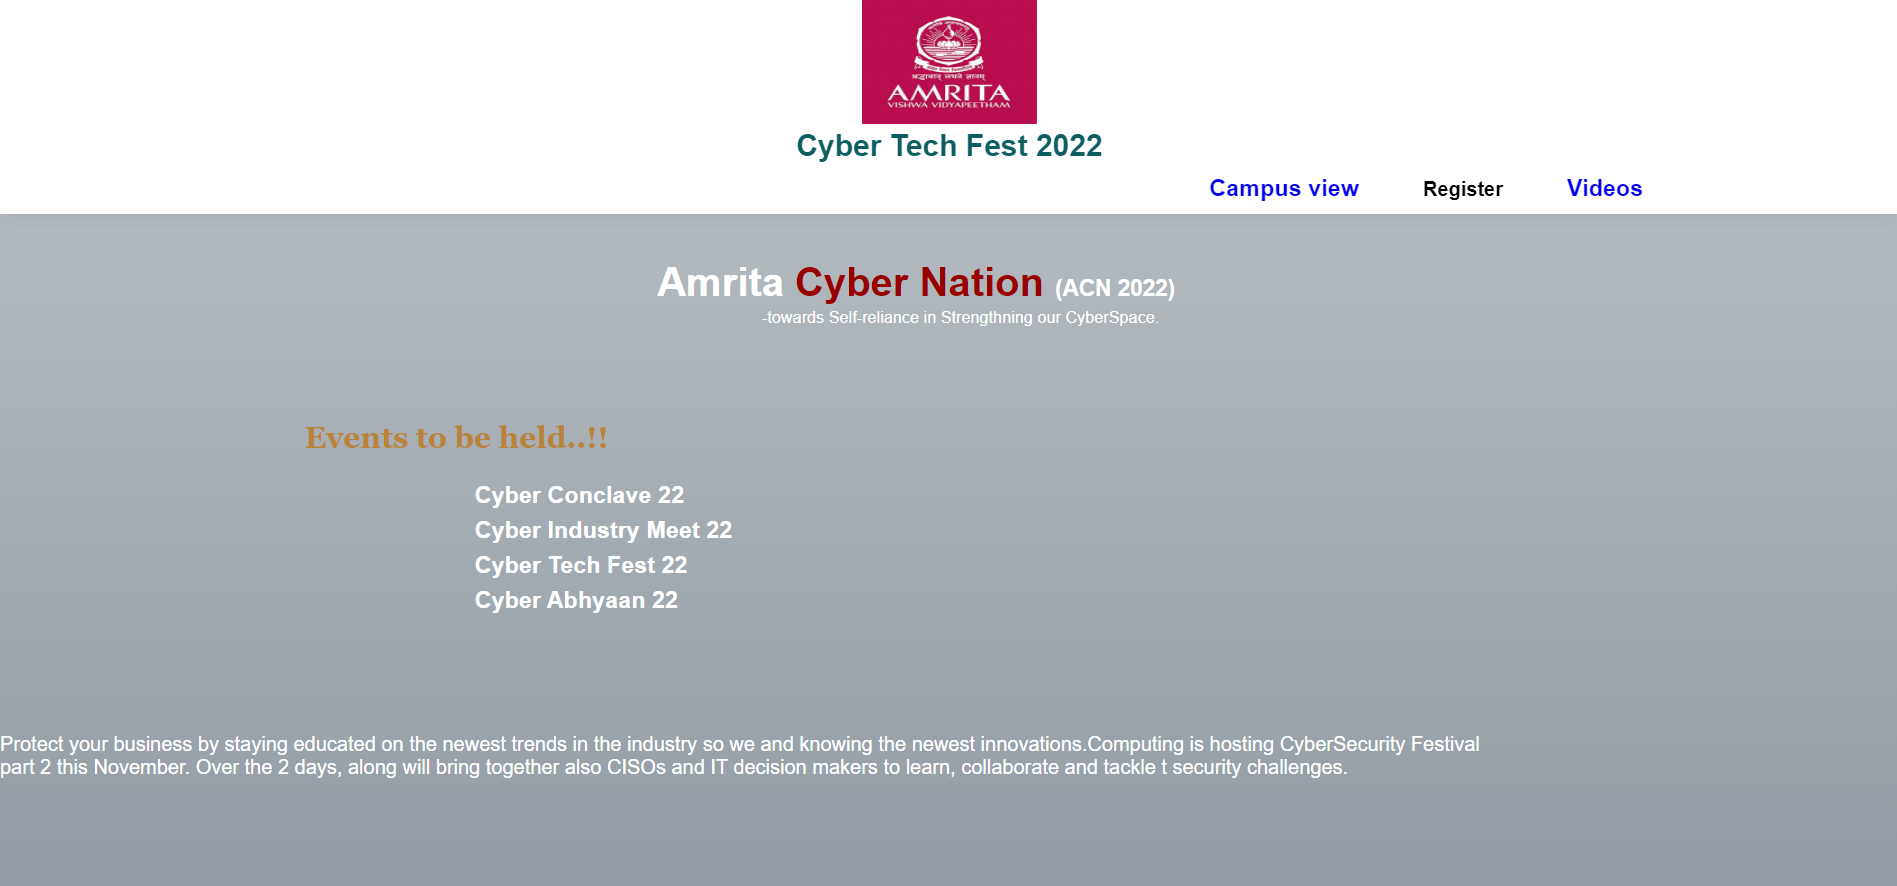 श्रद्धावान् लभते ज्ञानम्
AMRITA
VISHWA VIDYAPEETHAM
Cyber Tech Fest 2022
Campus view Register Videos
Amrita Cyber Nation (ACN 2022)
-towards Self-reliance in Strengthning our CyberSpace.
Events to be held..!!
Cyber Conclave 22
Cyber Industry Meet 22
Cyber Tech Fest 22
Cyber Abhyaan 22
Protect your business by staying educated on the newest trends in the industry so we and knowing the newest innovations.Computing is hosting CyberSecurity Festival
part 2 this November. Over the 2 days, along will bring together also CISOs and IT decision makers to learn, collaborate and tackle t security challenges.